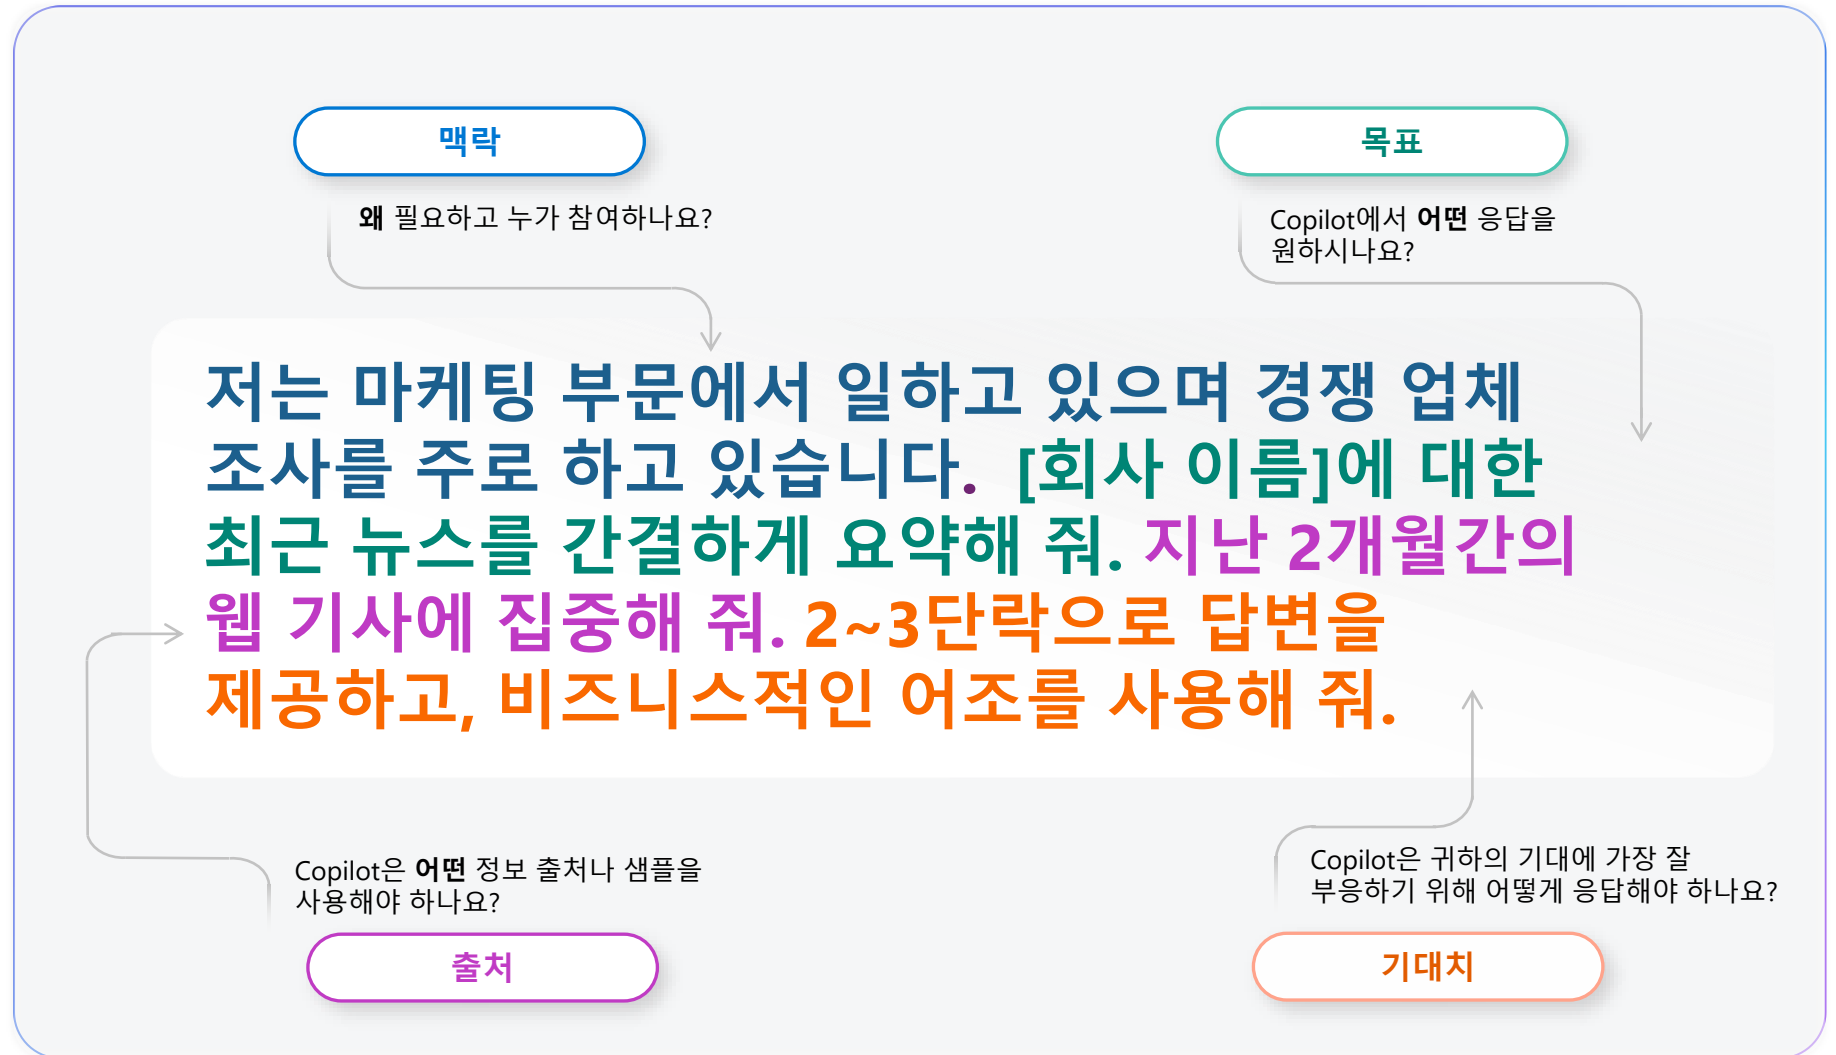 맥락
목표
왜 필요하고 누가 참여하나요?
Copilot에서 어떤 응답을
원하시나요?
저는 마케팅 부문에서 일하고 있으며 경쟁 업체
조사를 주로 하고 있습니다. [회사 이름]에 대한
최근 뉴스를 간결하게 요약해 줘. 지난 2개월간의
웹 기사에 집중해 줘. 2~3단락으로 답변을
제공하고, 비즈니스적인 어조를 사용해 줘.
Copilot은 어떤 정보 출처나 샘플을
사용해야 하나요?
Copilot은 귀하의 기대에 가장 잘
부응하기 위해 어떻게 응답해야 하나요?
출처
기대치